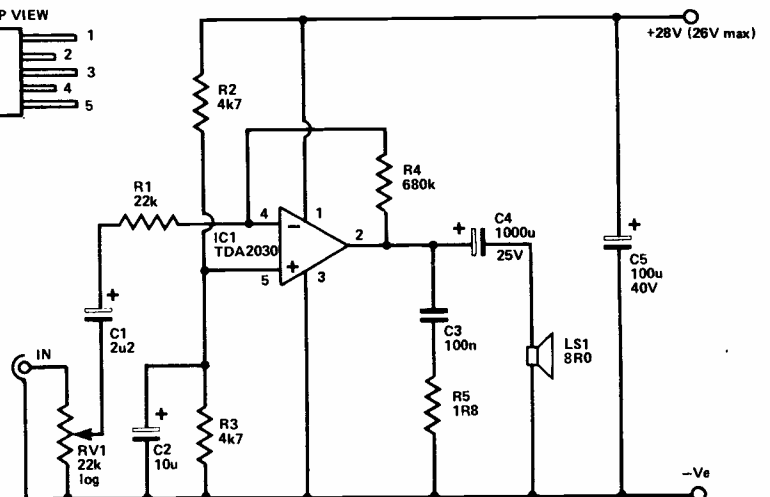 P VIEW
1
2
3
4
5
+28V (26V max)
R2
4k7
R4
680k
R1
22k
4
1
IC1
TDA2030
−
+
2
5
3
+
C4
1000u
25V
+
C5
100u
40V
+
C1
2u2
C3
100n
LS1
8R0
IN
R5
1R8
+
C2
10u
R3
4k7
RV1
22k
log
−Ve